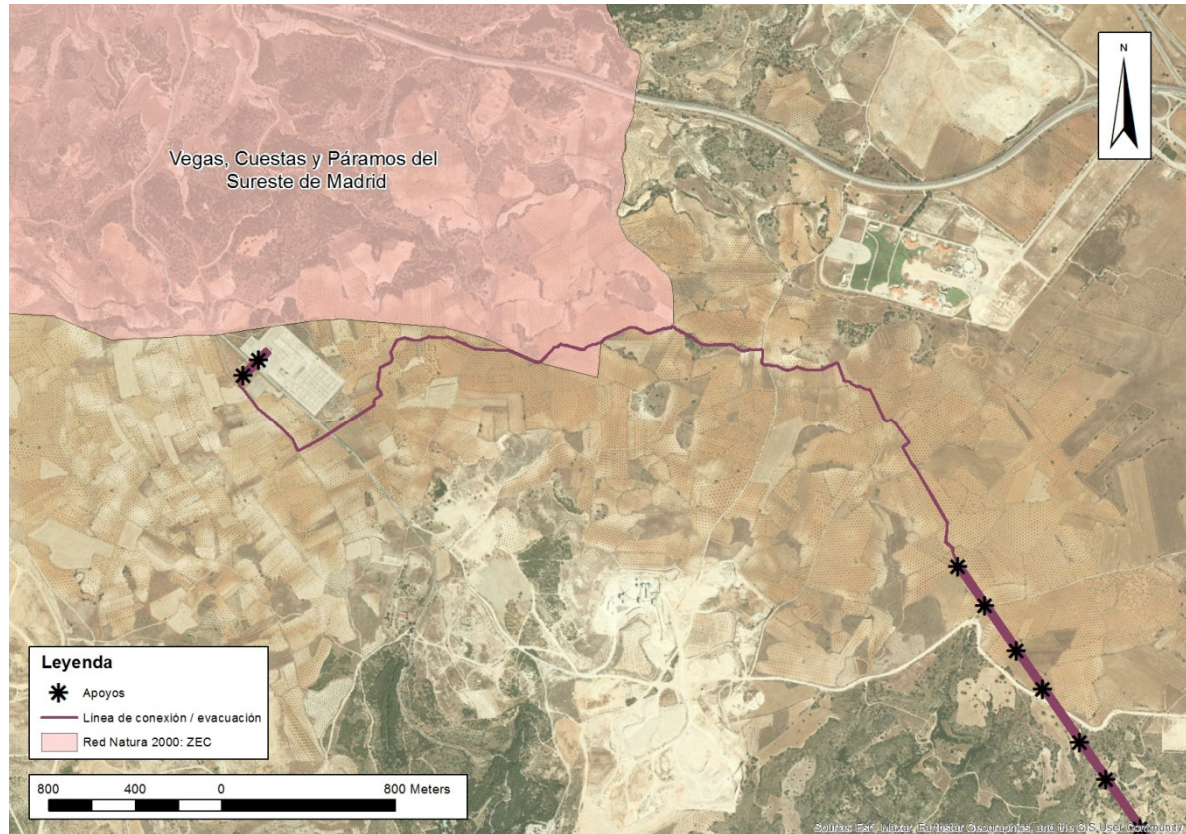 N
Vegas, Cuestas y Páramos del
Sureste de Madrid
Leyenda
Apoyos
Línea de conexión / evacuación
Red Natura 2000: ZEC
800 400 0 800 Meters
Sources: Esri, Maxar, Earthstar Geographics, and the GIS User Community